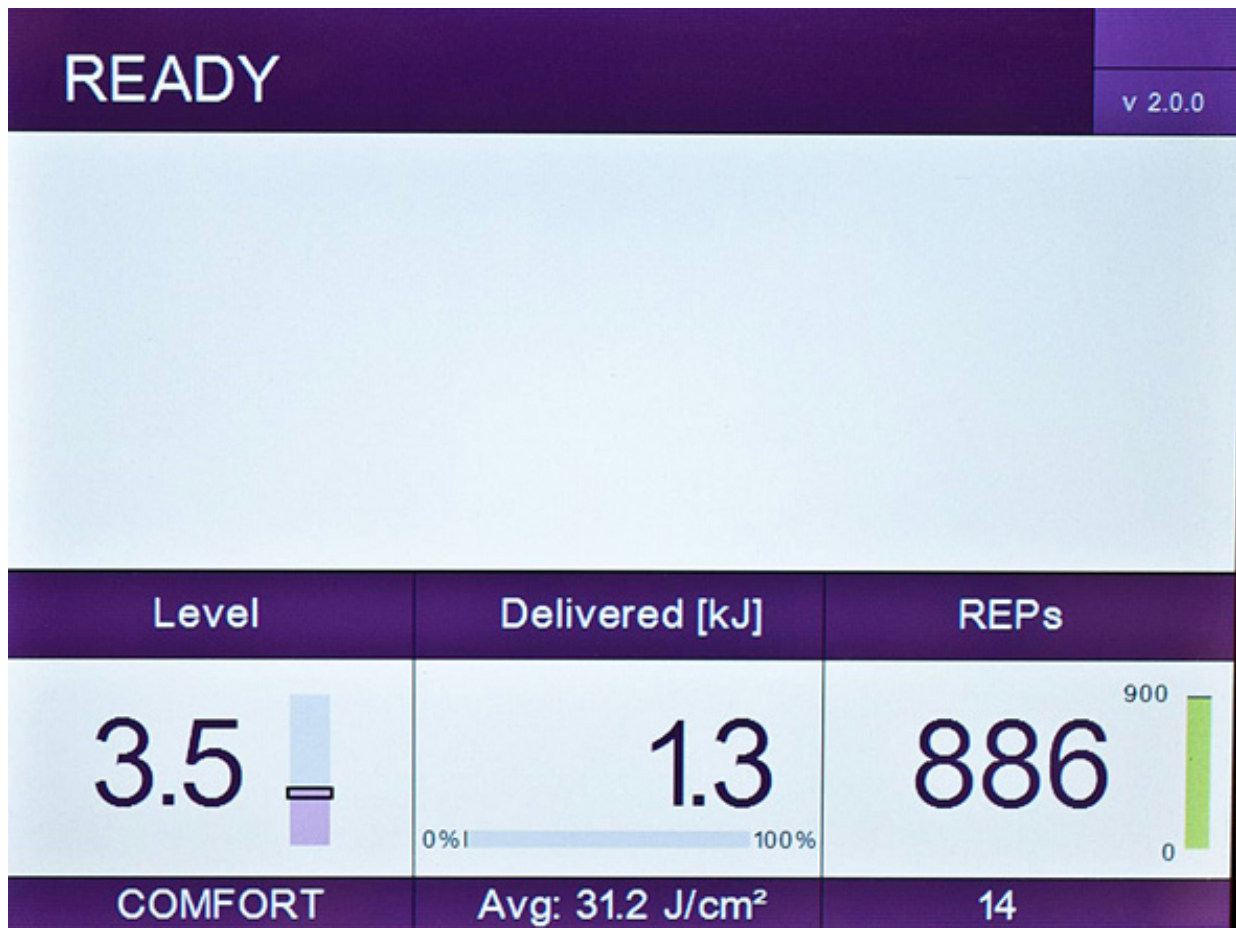 READY
v 2.0.0
Level
Delivered [kJ]
REPs
3.5
1.3
886
900
0%
100%
0
COMFORT
Avg: 31.2 J/cm²
14